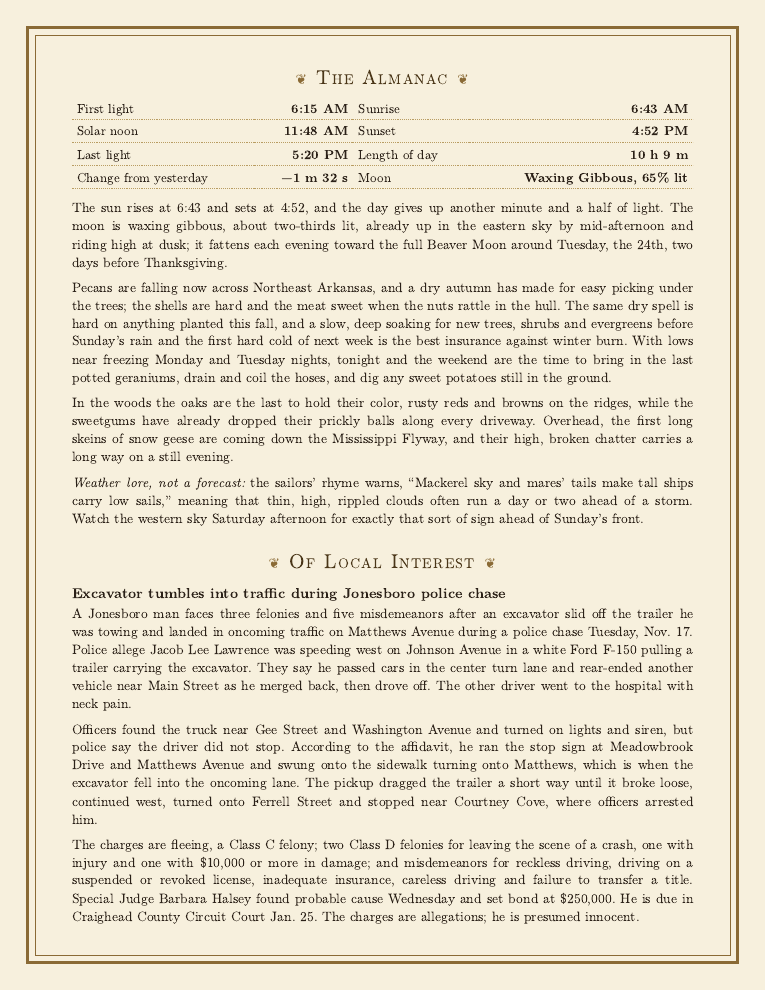 ❦ The Almanac ❦
First light 6:15 AM Sunrise 6:43 AM
Solar noon 11:48 AM Sunset 4:52 PM
Last light 5:20 PM Length of day 10 h 9 m
Change from yesterday −1 m 32 s Moon Waxing Gibbous, 65% lit
The sun rises at 6:43 and sets at 4:52, and the day gives up another minute and a half of light. The
moon is waxing gibbous, about two-thirds lit, already up in the eastern sky by mid-afternoon and
riding high at dusk; it fattens each evening toward the full Beaver Moon around Tuesday, the 24th, two
days before Thanksgiving.
Pecans are falling now across Northeast Arkansas, and a dry autumn has made for easy picking under
the trees; the shells are hard and the meat sweet when the nuts rattle in the hull. The same dry spell is
hard on anything planted this fall, and a slow, deep soaking for new trees, shrubs and evergreens before
Sunday's rain and the first hard cold of next week is the best insurance against winter burn. With lows
near freezing Monday and Tuesday nights, tonight and the weekend are the time to bring in the last
potted geraniums, drain and coil the hoses, and dig any sweet potatoes still in the ground.
In the woods the oaks are the last to hold their color, rusty reds and browns on the ridges, while the
sweetgums have already dropped their prickly balls along every driveway. Overhead, the first long
skeins of snow geese are coming down the Mississippi Flyway, and their high, broken chatter carries a
long way on a still evening.
Weather lore, not a forecast: the sailors' rhyme warns, “Mackerel sky and mares' tails make tall ships
carry low sails,” meaning that thin, high, rippled clouds often run a day or two ahead of a storm.
Watch the western sky Saturday afternoon for exactly that sort of sign ahead of Sunday's front.
❦ Of Local Interest ❦
Excavator tumbles into traffic during Jonesboro police chase
A Jonesboro man faces three felonies and five misdemeanors after an excavator slid off the trailer he
was towing and landed in oncoming traffic on Matthews Avenue during a police chase Tuesday, Nov. 17.
Police allege Jacob Lee Lawrence was speeding west on Johnson Avenue in a white Ford F-150 pulling a
trailer carrying the excavator. They say he passed cars in the center turn lane and rear-ended another
vehicle near Main Street as he merged back, then drove off. The other driver went to the hospital with
neck pain.
Officers found the truck near Gee Street and Washington Avenue and turned on lights and siren, but
police say the driver did not stop. According to the affidavit, he ran the stop sign at Meadowbrook
Drive and Matthews Avenue and swung onto the sidewalk turning onto Matthews, which is when the
excavator fell into the oncoming lane. The pickup dragged the trailer a short way until it broke loose,
continued west, turned onto Ferrell Street and stopped near Courtney Cove, where officers arrested
him.
The charges are fleeing, a Class C felony; two Class D felonies for leaving the scene of a crash, one with
injury and one with $10,000 or more in damage; and misdemeanors for reckless driving, driving on a
suspended or revoked license, inadequate insurance, careless driving and failure to transfer a title.
Special Judge Barbara Halsey found probable cause Wednesday and set bond at $250,000. He is due in
Craighead County Circuit Court Jan. 25. The charges are allegations; he is presumed innocent.